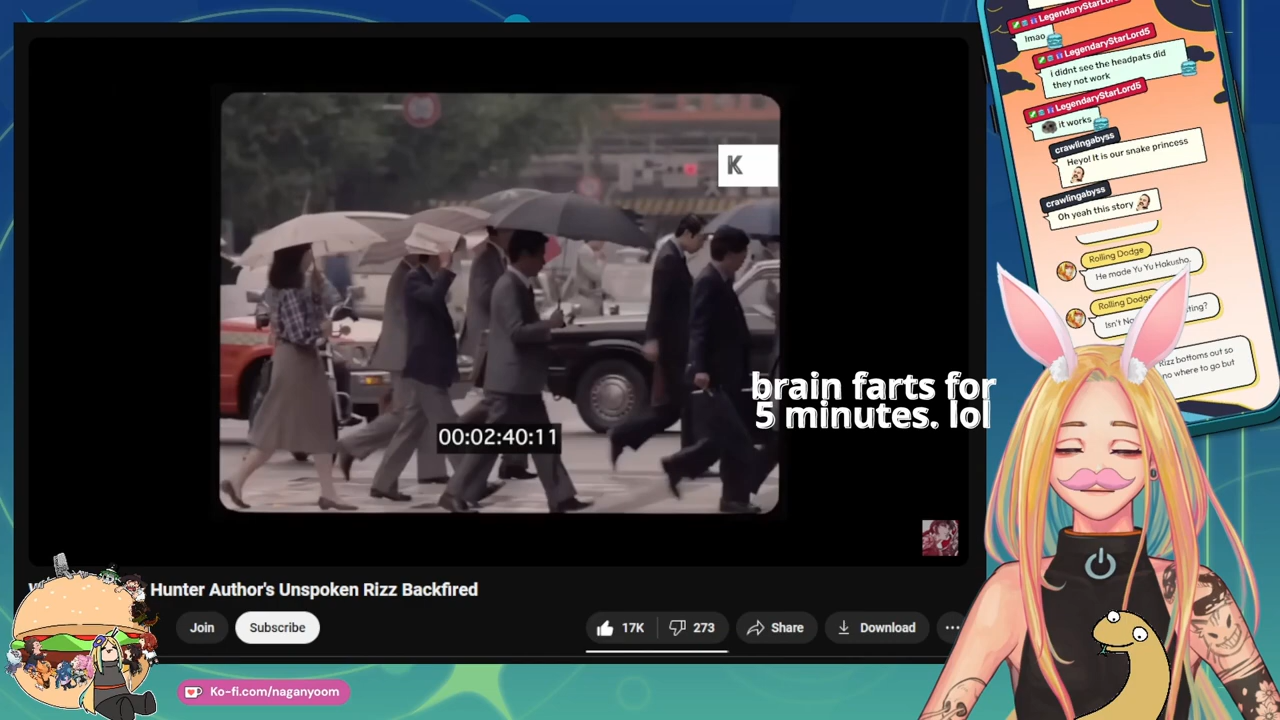 LegendaryStarLord5
lmao
LegendaryStarLord5
i didnt see the headpats did
they not work
LegendaryStarLord5
it works
crawlingabyss
Heyo! It is our snake princess
crawlingabyss
Oh yeah this story
Rolling Dodge
He made Yu Yu Hakusho.
Rolling Dodge
Isn't
ting?
Rizz bottoms out so
no where to go but
K
00:02:40:11
brain farts for
5 minutes. lol
Hunter Author's Unspoken Rizz Backfired
Join
Subscribe
17K
273
Share
Download
Ko-fi.com/naganyoom